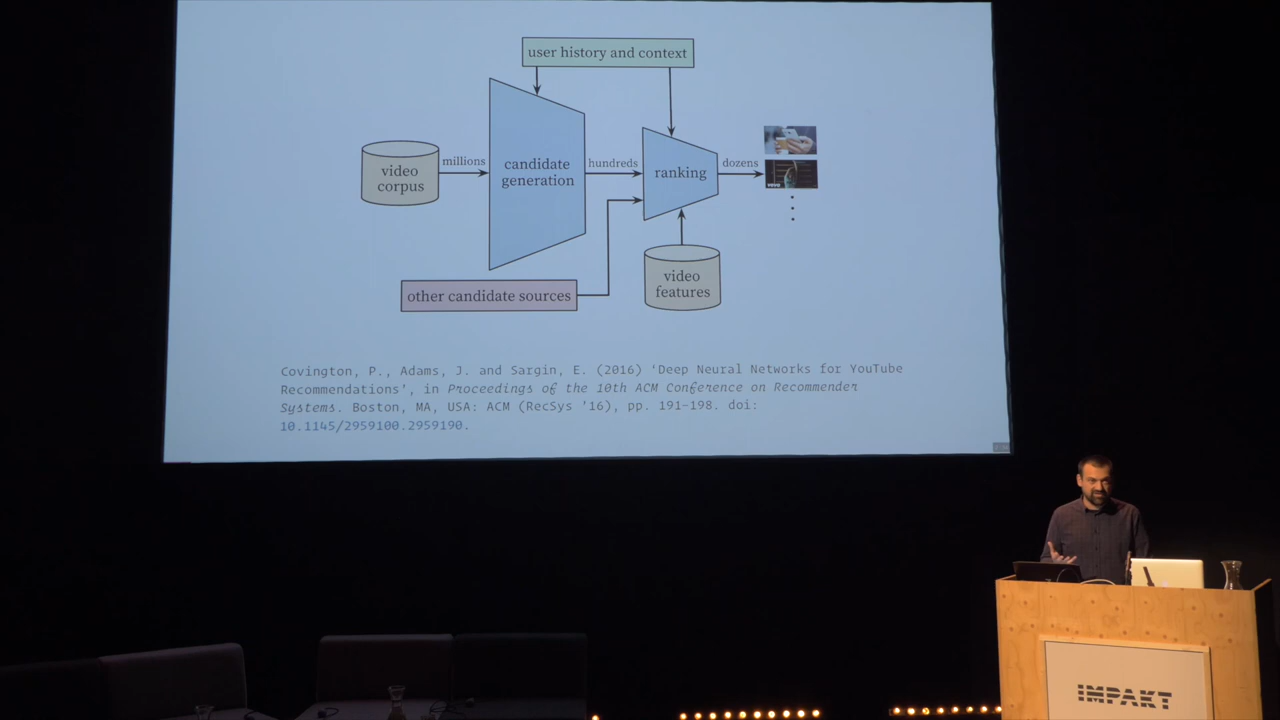 user history and context
millions
hundreds
dozens
video
corpus
candidate
generation
ranking
vevo
other candidate sources
video
features
Covington, P., Adams, J. and Sargin, E. (2016) ‘Deep Neural Networks for YouTube
Recommendations’, in Proceedings of the 10th ACM Conference on Recommender
Systems. Boston, MA, USA: ACM (RecSys ’16), pp. 191–198. doi:
10.1145/2959100.2959190.
IMPAKT